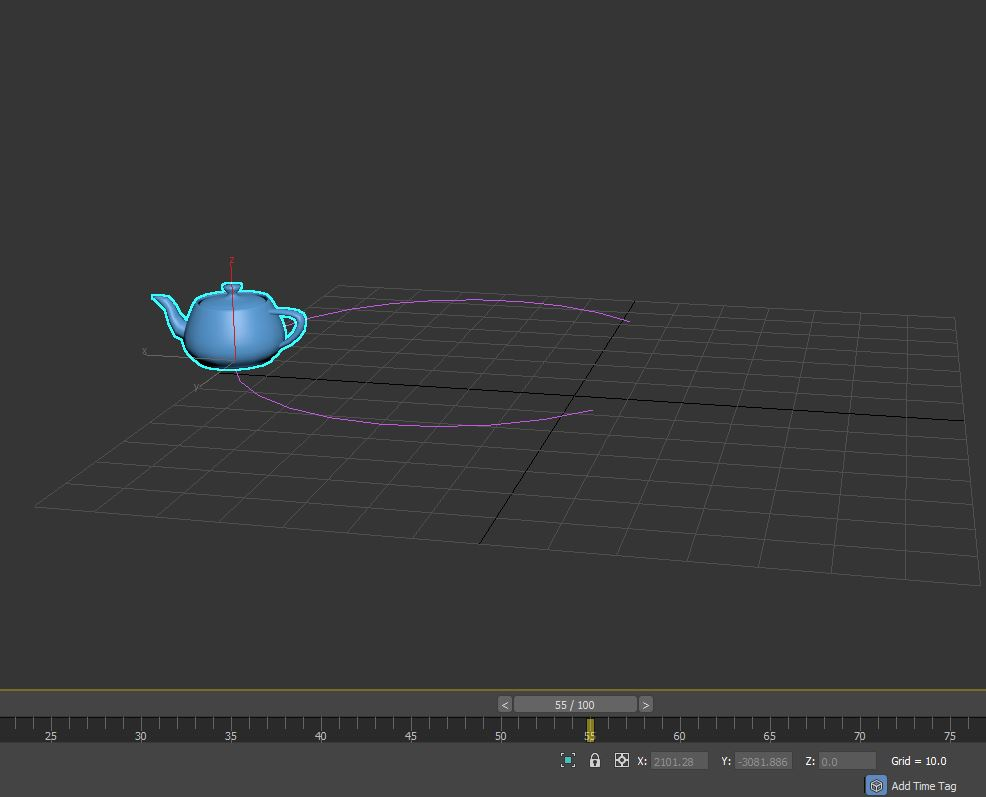 z
x
y
< 55 / 100 >
25 30 35 40 45 50 55 60 65 70 75
X: 2101.28 Y: -3081.886 Z: 0.0 Grid = 10.0
Add Time Tag